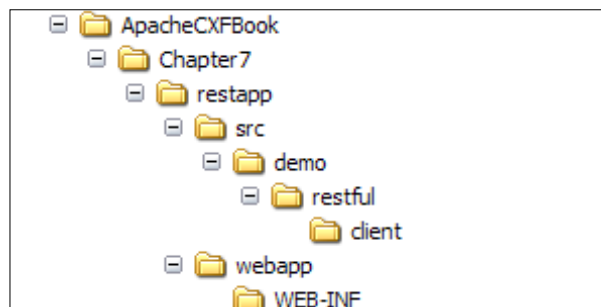 ApacheCXFBook
Chapter7
restapp
src
demo
restful
client
webapp
WEB-INF